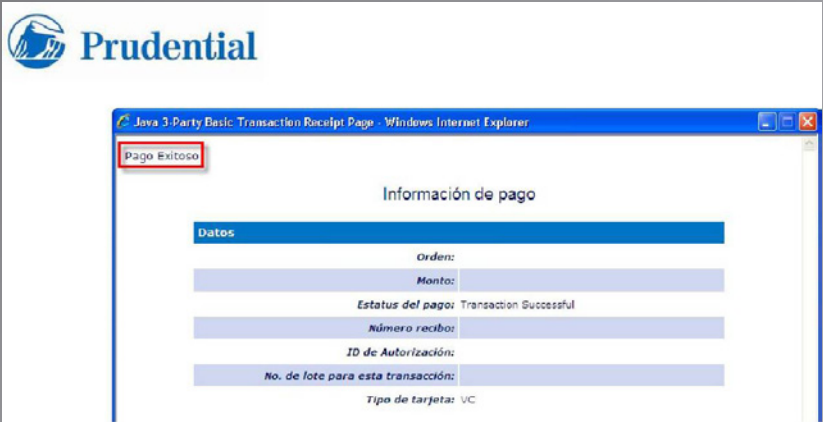 Prudential
Java 3-Party Basic Transaction Receipt Page - Windows Internet Explorer
Pago Exitoso
Información de pago
Datos
Orden:
Monto:
Estatus del pago: Transaction Successful
Número recibo:
ID de Autorización:
No. de lote para esta transacción:
Tipo de tarjeta: VC